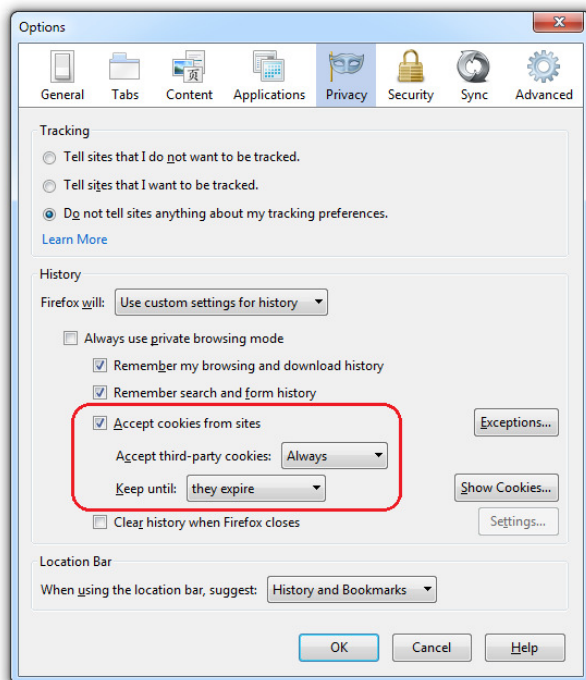 Options
General Tabs Content Applications Privacy Security Sync Advanced
Tracking
Tell sites that I do not want to be tracked.
Tell sites that I want to be tracked.
Do not tell sites anything about my tracking preferences.
Learn More
History
Firefox will: Use custom settings for history
Always use private browsing mode
Remember my browsing and download history
Remember search and form history
Accept cookies from sites Exceptions...
Accept third-party cookies: Always
Keep until: they expire Show Cookies...
Clear history when Firefox closes Settings...
Location Bar
When using the location bar, suggest: History and Bookmarks
OK Cancel Help